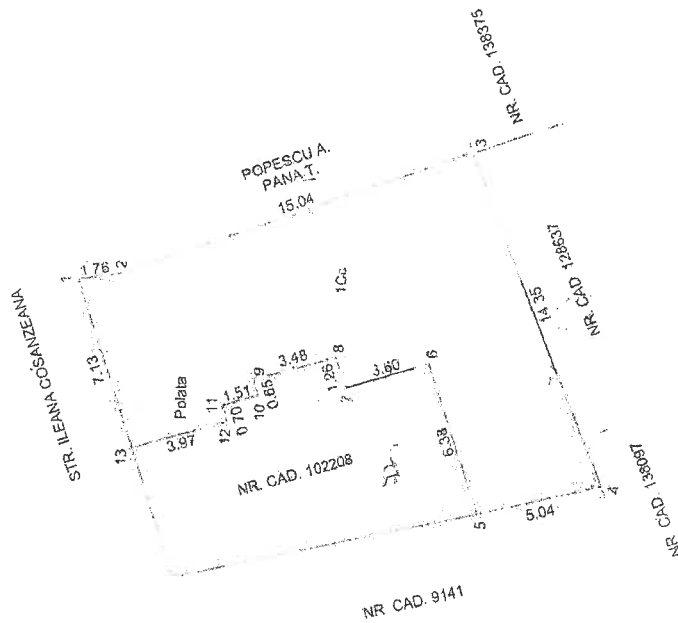 STR. ILEANA COSANZEANA
NR. CAD. 138375
POPESCU A.
PANA T.
15.04
1
1.76
2
3
7.13
1Cc
13
Polata
3.97
11
12
1.51
0.70
9
10
0.65
3.48
8
1.26
7
3.60
6
14.35
NR. CAD 128637
NR. CAD. 102208
6.38
5
5.04
4
NR. CAD. 138097
NR CAD. 9141